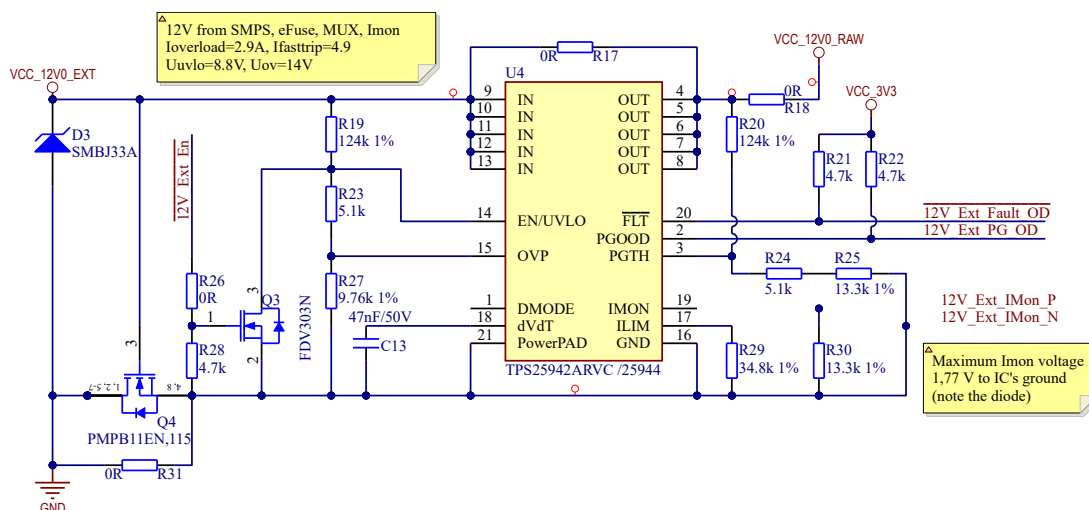 12V from SMPS, eFuse, MUX, Imon
Ioverload=2.9A, Ifasttrip=4.9
Uuvlo=8.8V, Uov=14V
VCC_12V0_EXT
D3
SMBJ33A
12V_Ext_En
R19
124k 1%
R23
5.1k
R27
9.76k 1%
47nF/50V
C13
R26
0R
R28
4.7k
Q3
FDV303N
1
3
2
3
1, 2, 5-7
4, 8
Q4
PMPB11EN,115
0R
R31
GND
0R
R17
U4
9
IN
10
IN
11
IN
12
IN
13
IN
14
EN/UVLO
15
OVP
1
DMODE
18
dVdT
21
PowerPAD
OUT
4
OUT
5
OUT
6
OUT
7
OUT
8
FLT
20
PGOOD
2
PGTH
3
IMON
19
ILIM
17
GND
16
TPS25942ARVC /25944
VCC_12V0_RAW
0R
R18
VCC_3V3
R20
124k 1%
R21
4.7k
R22
4.7k
12V_Ext_Fault_OD
12V_Ext_PG_OD
R24
5.1k
R25
13.3k 1%
R29
34.8k 1%
R30
13.3k 1%
12V_Ext_IMon_P
12V_Ext_IMon_N
Maximum Imon voltage
1,77 V to IC's ground
(note the diode)